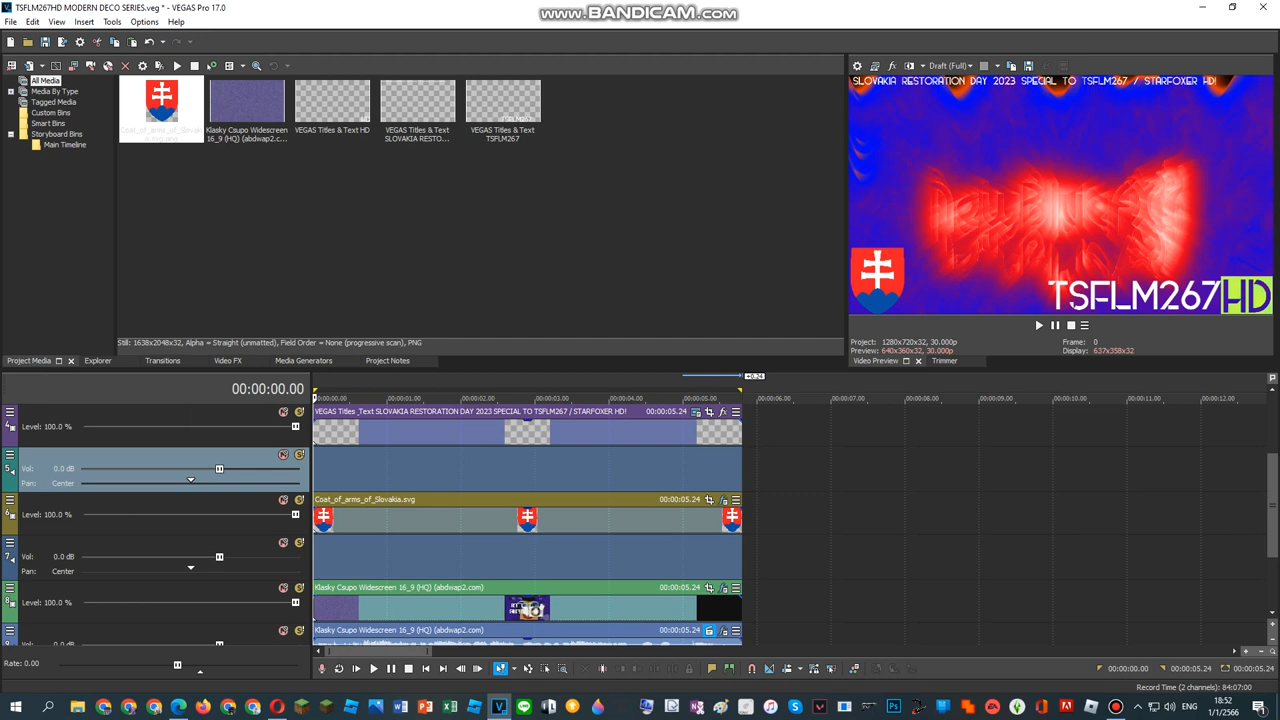 TSFLM267HD MODERN DECO SERIES.veg * - VEGAS Pro 17.0
WWW.BANDICAM.COM
File Edit View Insert Tools Options Help
All Media
Media By Type
Tagged Media
Custom Bins
Smart Bins
Storyboard Bins
Main Timeline
Klasky Csupo Widescreen
16_9 (HQ) (abdwap2.c...
VEGAS Titles & Text HD
VEGAS Titles & Text
SLOVAKIA RESTO...
VEGAS Titles & Text
TSFLM267
Still: 1638x2048x32, Alpha = Straight (unmatted), Field Order = None (progressive scan), PNG
Draft (Full)
SLOVAKIA RESTORATION DAY 2023 SPECIAL TO TSFLM267 / STARFOXER HD!
TSFLM267HD
Project: 1280x720x32, 30.000p
Preview: 640x360x32, 30.000p
Frame: 0
Display: 637x358x32
Video Preview
Trimmer
Project Media
Explorer
Transitions
Video FX
Media Generators
Project Notes
00:00:00.00
+0.24
00:00:01.00 00:00:02.00 00:00:03.00 00:00:04.00 00:00:05.00 00:00:06.00 00:00:07.00 00:00:08.00 00:00:09.00 00:00:10.00 00:00:11.00 00:00:12.00
VEGAS Titles _Text SLOVAKIA RESTORATION DAY 2023 SPECIAL TO TSFLM267 / STARFOXER HD! 00:00:05.24
4
Level: 100.0 %
5
Vol: 0.0 dB
Pan: Center
Coat_of_arms_of_Slovakia.svg 00:00:05.24
6
Level: 100.0 %
7
Vol: 0.0 dB
Pan: Center
Klasky Csupo Widescreen 16_9 (HQ) (abdwap2.com) 00:00:05.24
8
Level: 100.0 %
Klasky Csupo Widescreen 16_9 (HQ) (abdwap2.com) 00:00:05.24
Rate: 0.00
00:00:00.00 00:00:05.24 00:00:05.24
Record Time (2 channels): 84:07:00
ENG
18:52
1/1/2566